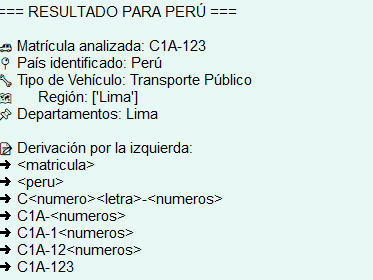 === RESULTADO PARA PERÚ ===
🚗 Matrícula analizada: C1A-123
📍 País identificado: Perú
🔧 Tipo de Vehículo: Transporte Público
🗺 Región: ['Lima']
📌 Departamentos: Lima
📝 Derivación por la izquierda:
➜ <matricula>
➜ <peru>
➜ C<numero><letra>-<numeros>
➜ C1A-<numeros>
➜ C1A-1<numeros>
➜ C1A-12<numeros>
➜ C1A-123